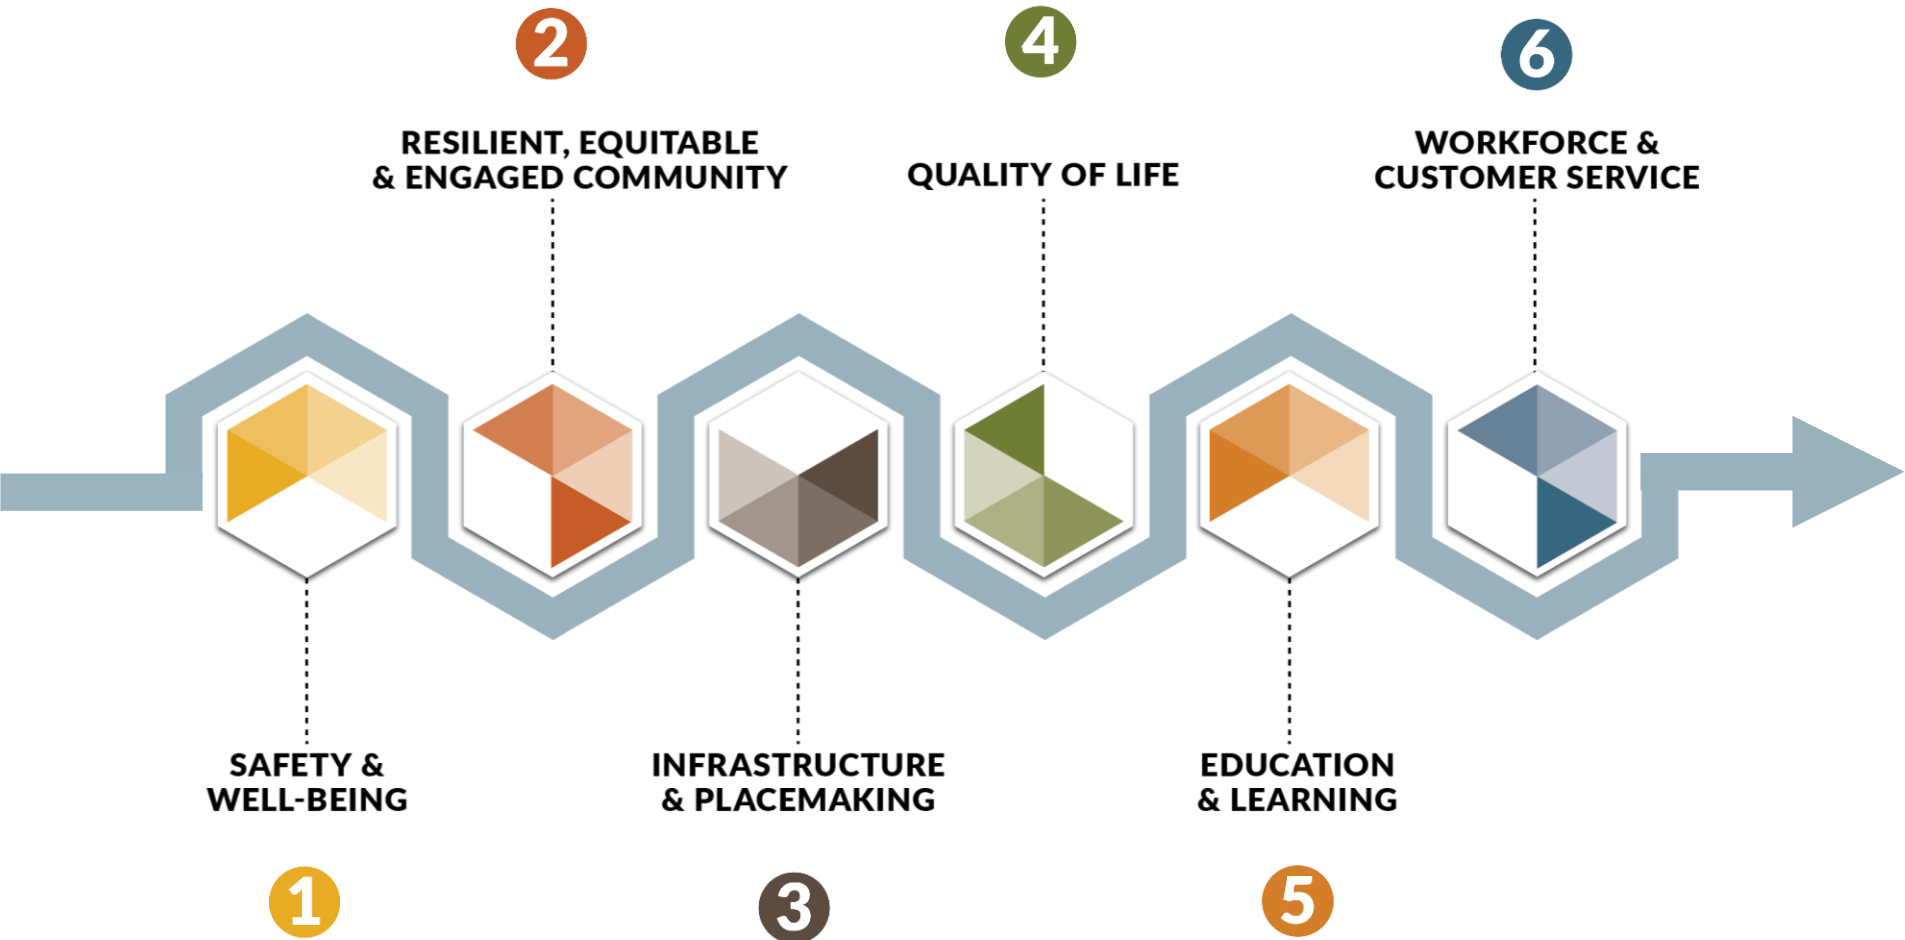 2
4
6
RESILIENT, EQUITABLE
& ENGAGED COMMUNITY
QUALITY OF LIFE
WORKFORCE &
CUSTOMER SERVICE
SAFETY &
WELL-BEING
INFRASTRUCTURE
& PLACEMAKING
EDUCATION
& LEARNING
1
3
5